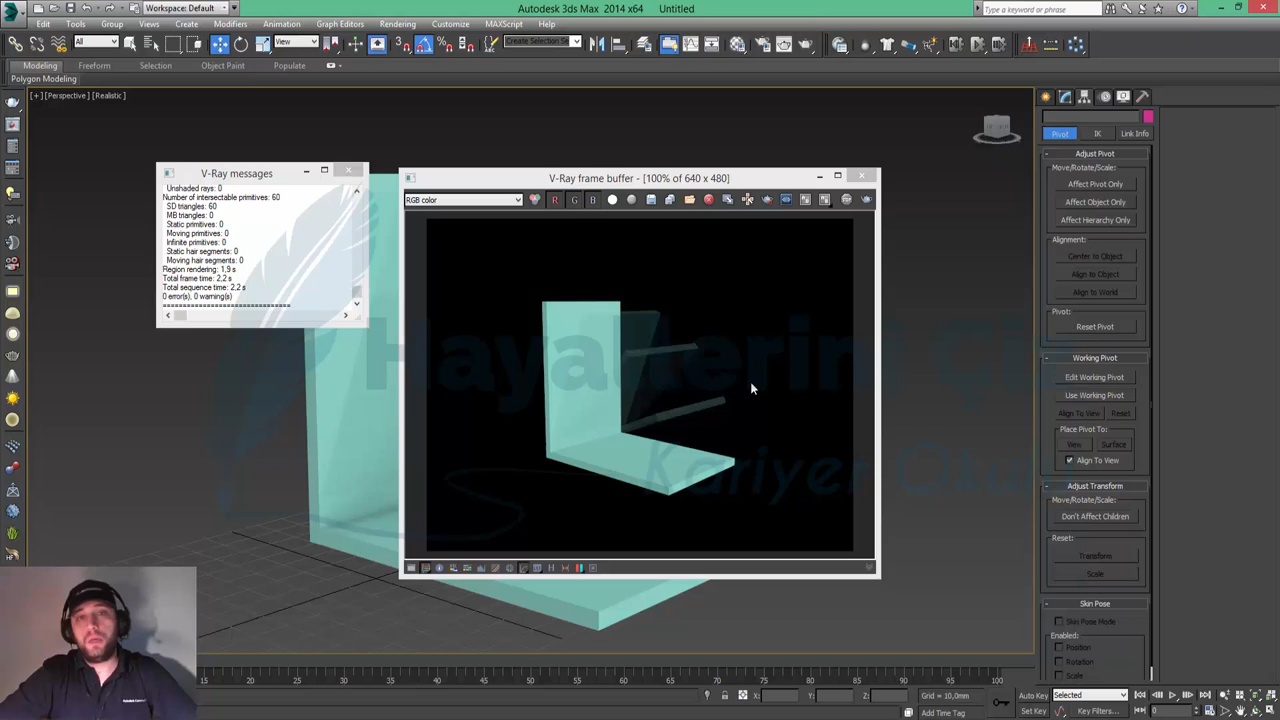 Autodesk 3ds Max 2014 x64 Untitled
Workspace: Default
Type a keyword or phrase
Edit Tools Group Views Create Modifiers Animation Graph Editors Rendering Customize MAXScript Help
All
View
Create Selection Se
Modeling Freeform Selection Object Paint Populate
Polygon Modeling
[+] [Perspective] [Realistic]
V-Ray messages
Unshaded rays: 0
Number of intersectable primitives: 60
SD triangles: 60
MB triangles: 0
Static primitives: 0
Moving primitives: 0
Infinite primitives: 0
Static hair segments: 0
Moving hair segments: 0
Region rendering: 1,9 s
Total frame time: 2,2 s
Total sequence time: 2,2 s
0 error(s), 0 warning(s)
==============================
V-Ray frame buffer - [100% of 640 x 480]
RGB color
R G B
Pivot IK Link Info
Adjust Pivot
Move/Rotate/Scale:
Affect Pivot Only
Affect Object Only
Affect Hierarchy Only
Alignment:
Center to Object
Align to Object
Align to World
Pivot:
Reset Pivot
Working Pivot
Edit Working Pivot
Use Working Pivot
Align To View Reset
Place Pivot To:
View Surface
Align To View
Adjust Transform
Move/Rotate/Scale:
Don't Affect Children
Reset:
Transform
Scale
Skin Pose
Skin Pose Mode
Enabled:
Position
Rotation
Scale
Hayallerini Çiz
Kariyer Okulu
15 20 25 30 35 40 45 50 55 60 65 70 75 80 85 90 95 100
X: Y: Z: Grid = 10,0mm
Add Time Tag
Auto Key Selected
Set Key Key Filters...
0